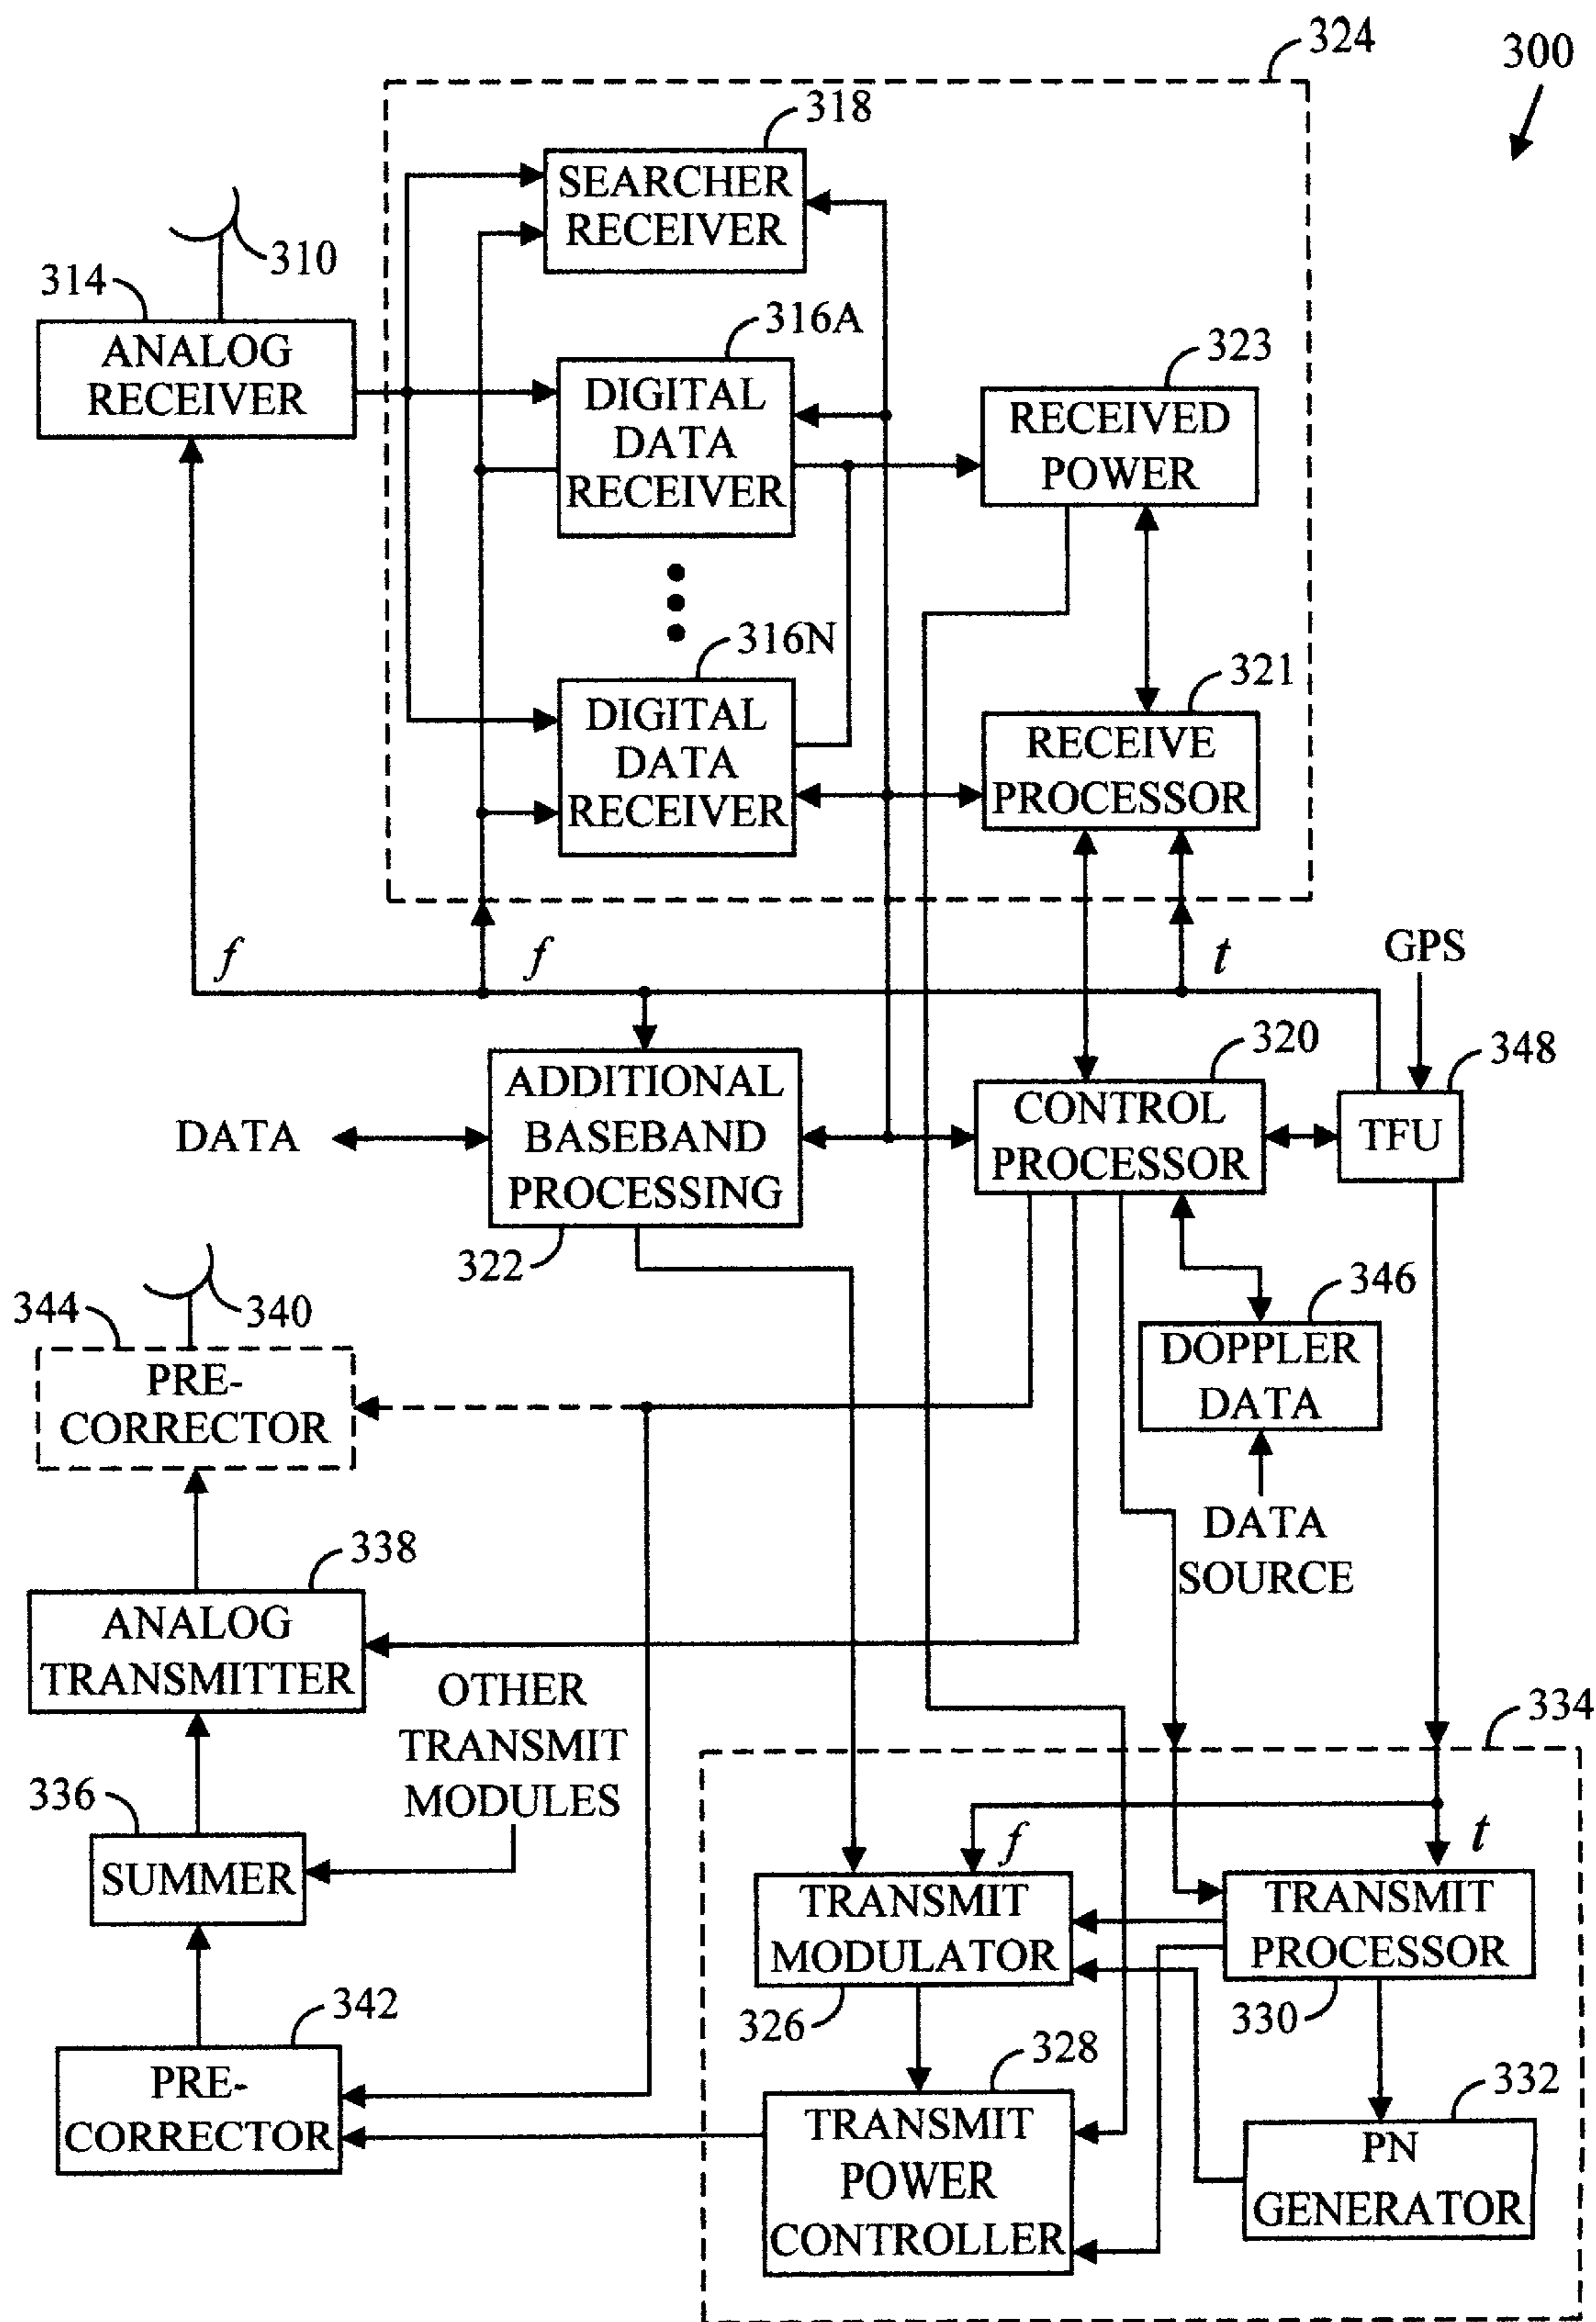 324
300
318
SEARCHER
RECEIVER
310
314
ANALOG
RECEIVER
316A
DIGITAL
DATA
RECEIVER
323
RECEIVED
POWER
316N
DIGITAL
DATA
RECEIVER
321
RECEIVE
PROCESSOR
f
f
t
GPS
320
348
ADDITIONAL
BASEBAND
PROCESSING
DATA
CONTROL
PROCESSOR
TFU
322
346
344
340
PRE-
CORRECTOR
DOPPLER
DATA
DATA
SOURCE
338
ANALOG
TRANSMITTER
OTHER
TRANSMIT
MODULES
334
336
SUMMER
f
t
TRANSMIT
MODULATOR
TRANSMIT
PROCESSOR
342
326
330
328
332
PRE-
CORRECTOR
TRANSMIT
POWER
CONTROLLER
PN
GENERATOR